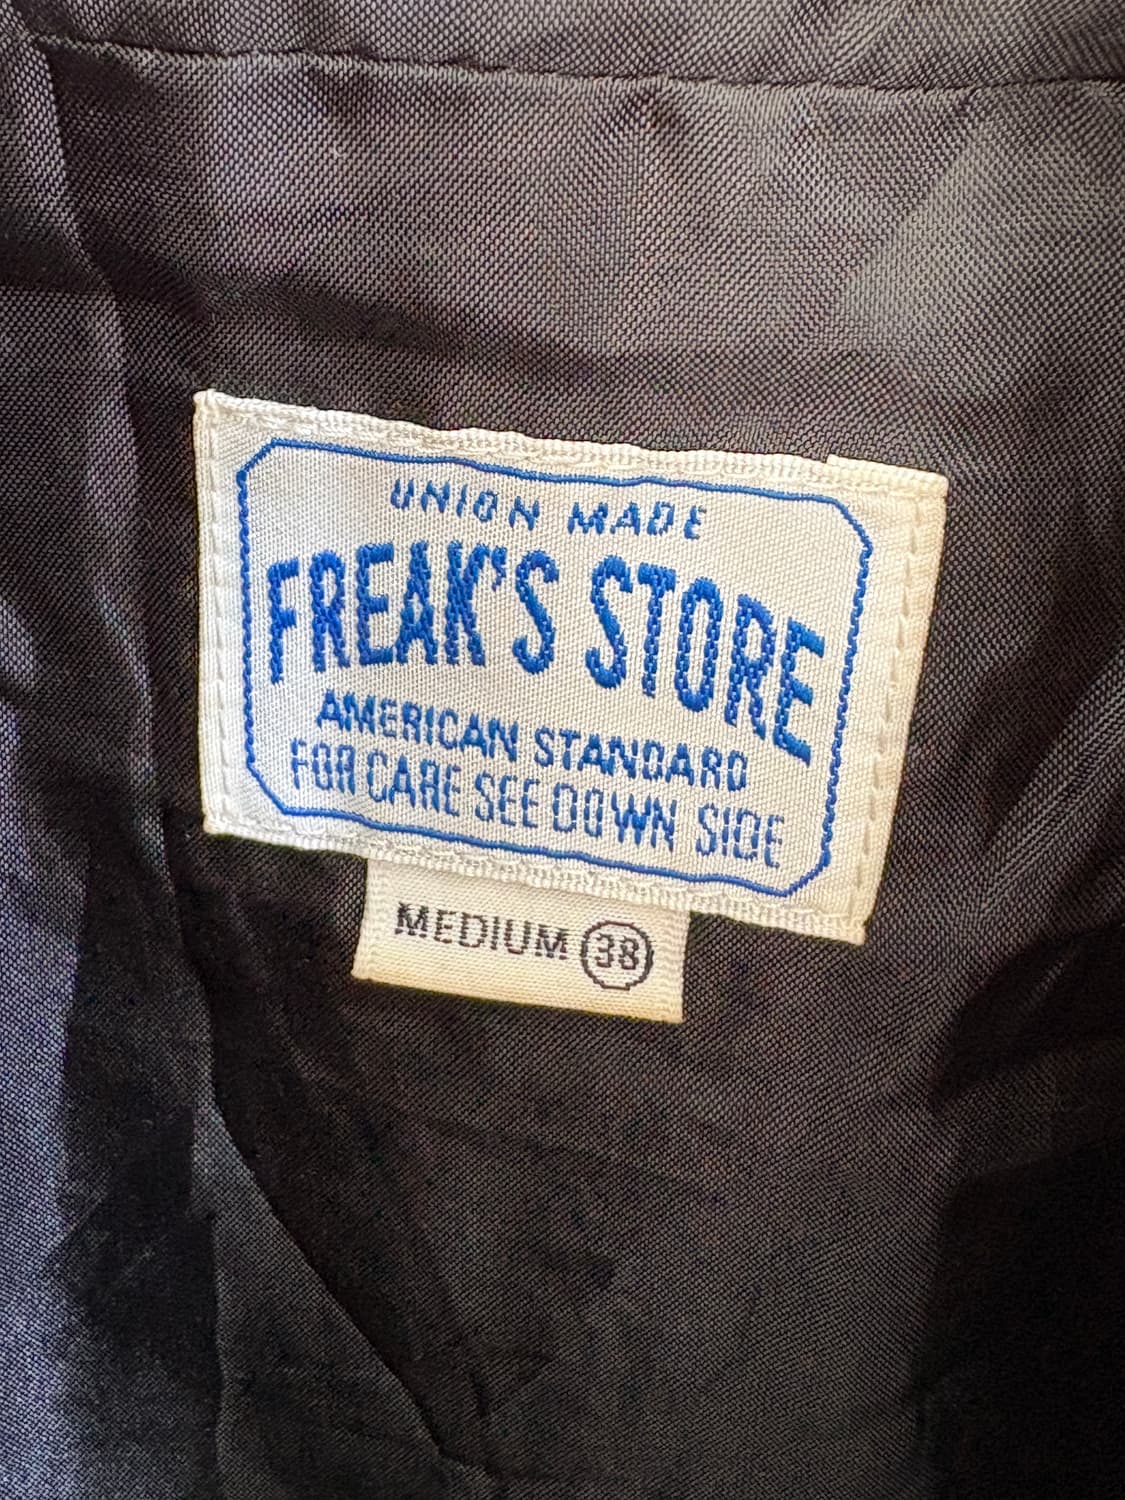 UNION MADE
FREAK'S STORE
AMERICAN STANDARD
FOR CARE SEE DOWN SIDE
MEDIUM 38